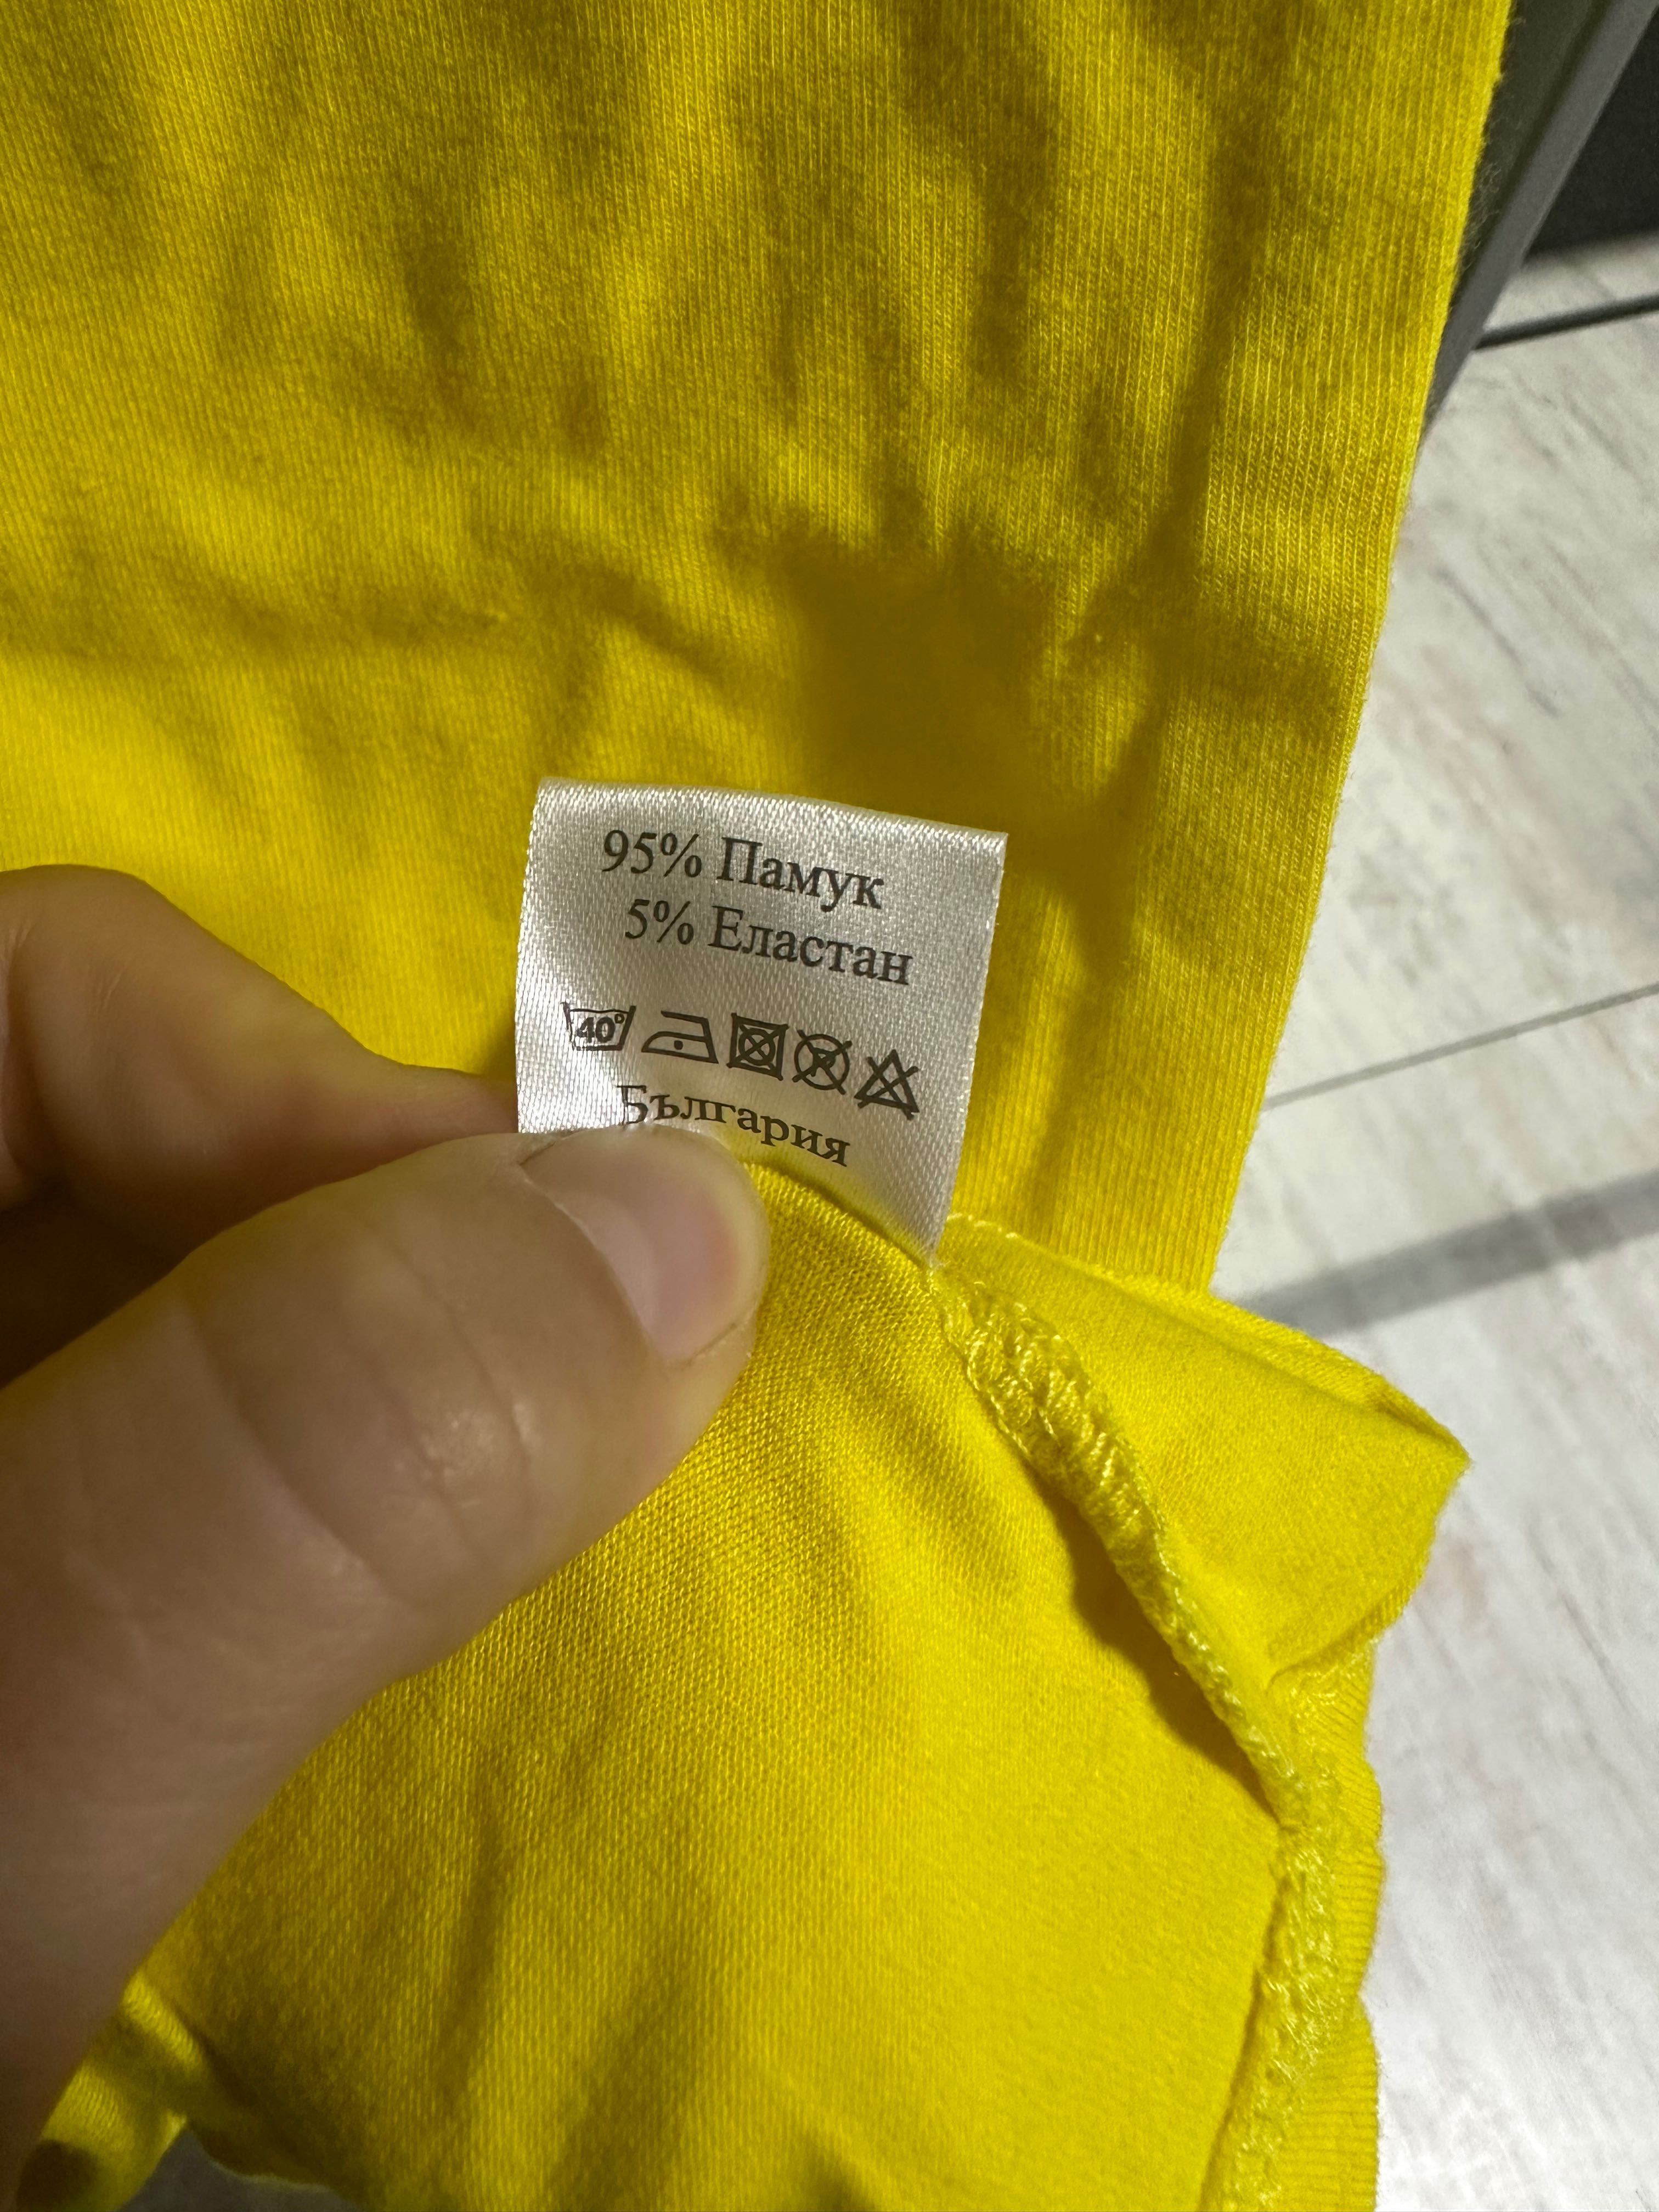 95% Памук
5% Еластан
40°
P
България